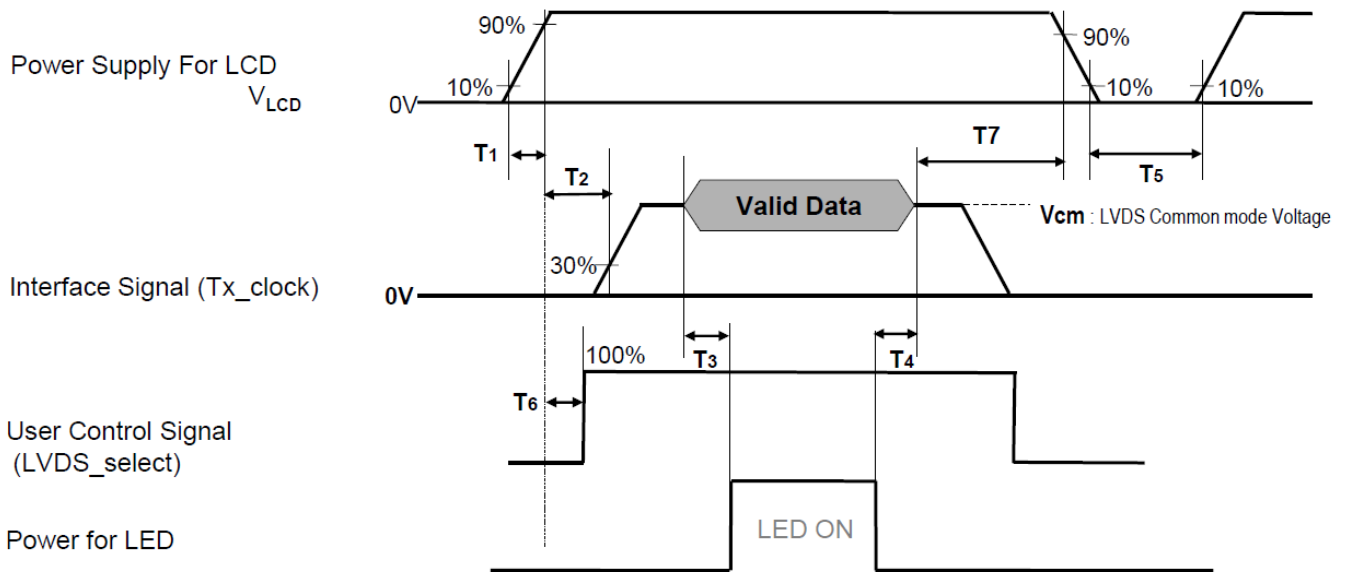 90%
90%
Power Supply For LCD
VLCD
10%
10%
10%
0V
T1
T2
T7
T5
Valid Data
Vcm : LVDS Common mode Voltage
30%
Interface Signal (Tx_clock)
0V
T3
T4
100%
T6
User Control Signal
(LVDS_select)
LED ON
Power for LED